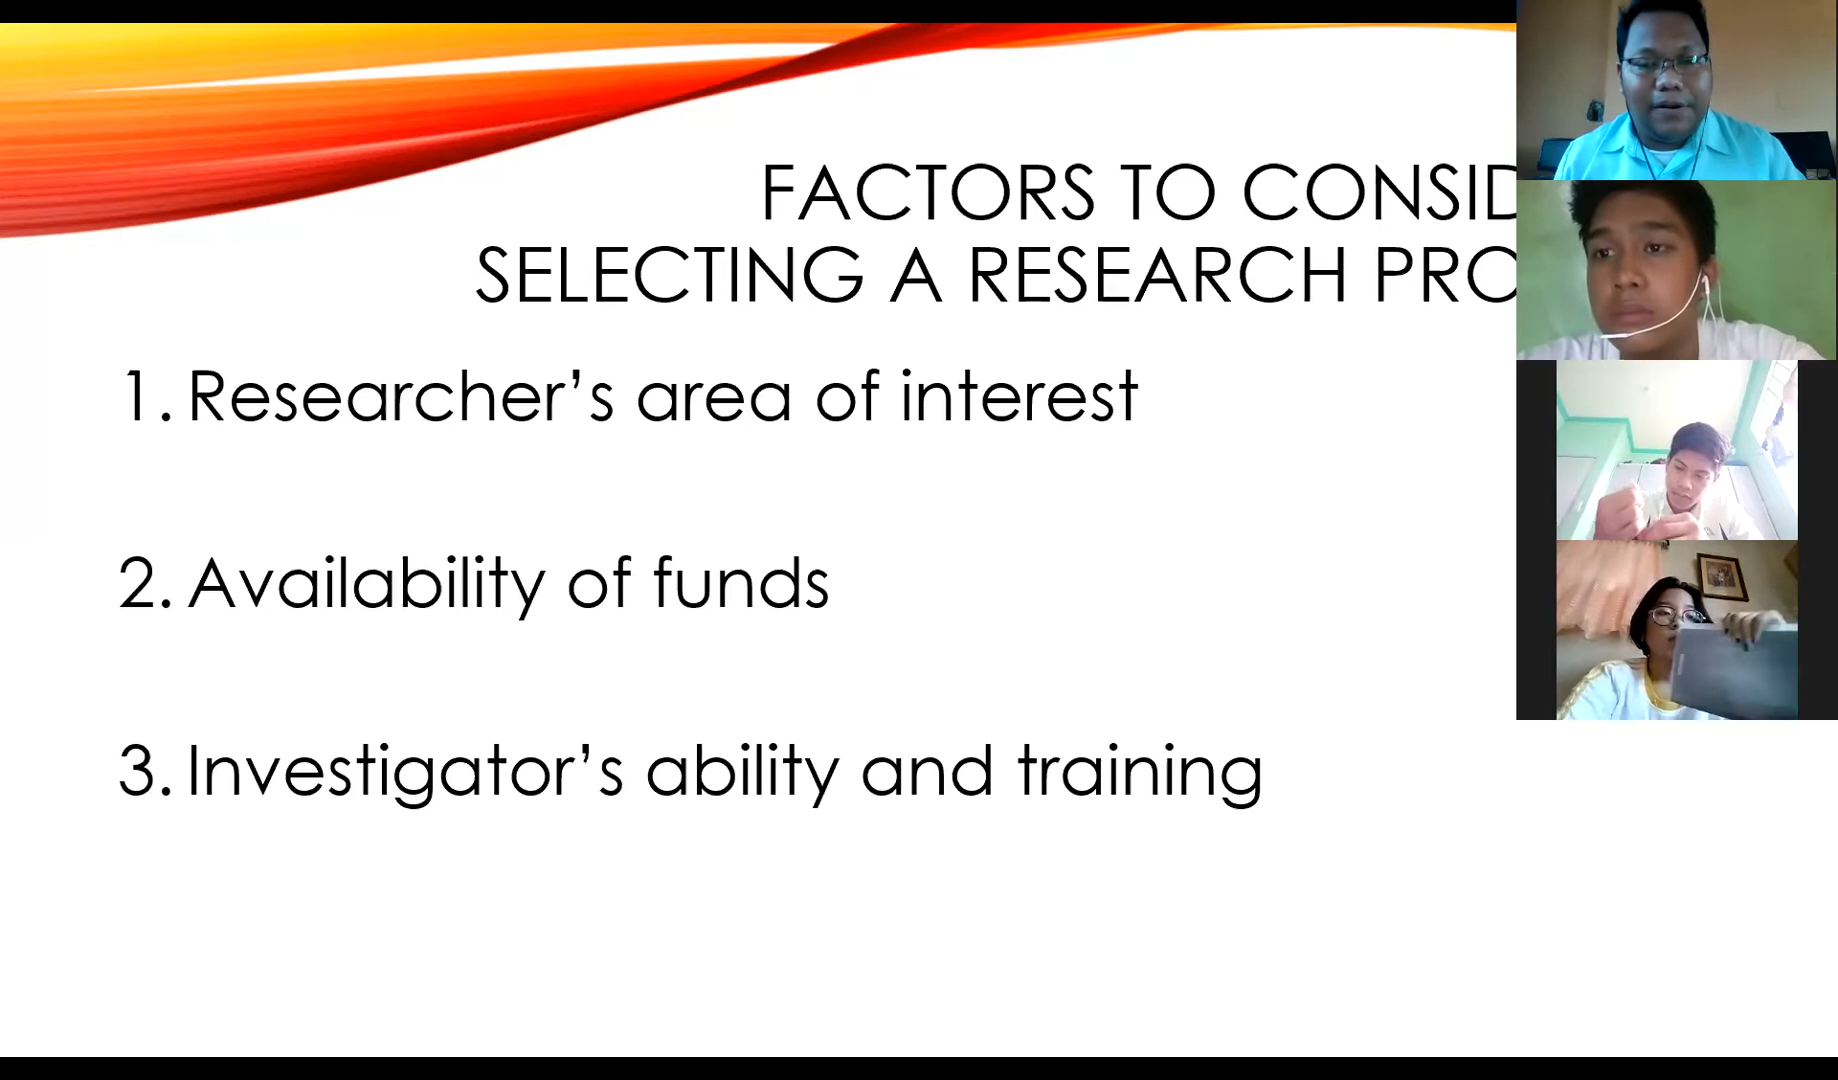 FACTORS TO CONSID
SELECTING A RESEARCH PRO
1. Researcher’s area of interest
2. Availability of funds
3. Investigator’s ability and training